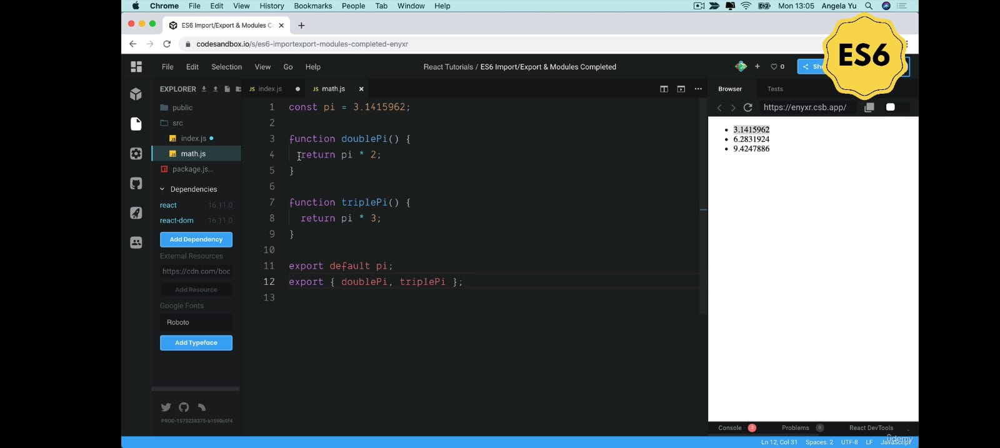 Chrome File Edit View History Bookmarks People Tab Window Help Mon 13:05 Angela Yu
ES6 Import/Export & Modules C
codesandbox.io/s/es6-importexport-modules-completed-enyxr
ES6
File Edit Selection View Go Help React Tutorials / ES6 Import/Export & Modules Completed 0
EXPLORER
public
src
index.js
math.js
package.js...
Dependencies
react 16.11.0
react-dom 16.11.0
Add Dependency
External Resources
https://cdn.com/boo
Add Resource
Google Fonts
Roboto
Add Typeface
PROD-1573228375-b1590c0f4
JS index.js JS math.js
1 const pi = 3.1415962;
2
3 function doublePi() {
4 return pi * 2;
5 }
6
7 function triplePi() {
8 return pi * 3;
9 }
10
11 export default pi;
12 export { doublePi, triplePi };
13
Browser Tests
https://enyxr.csb.app/
• 3.1415962
• 6.2831924
• 9.4247886
Console 2 Problems 0 React DevTools
Ln 12, Col 31 Spaces: 2 UTF-8 LF JavaScript
ûdemy